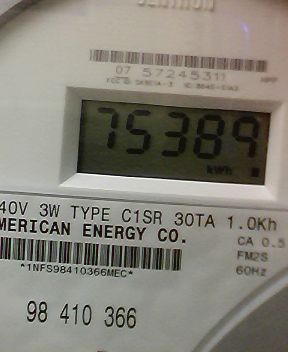 CENTRON
07 57245311
75389
kWh
40V 3W TYPE C1SR 30TA 1.0Kh
MERICAN ENERGY CO.
CA 0.5
FM2S
60Hz
*1NFS98410366MEC*
98 410 366